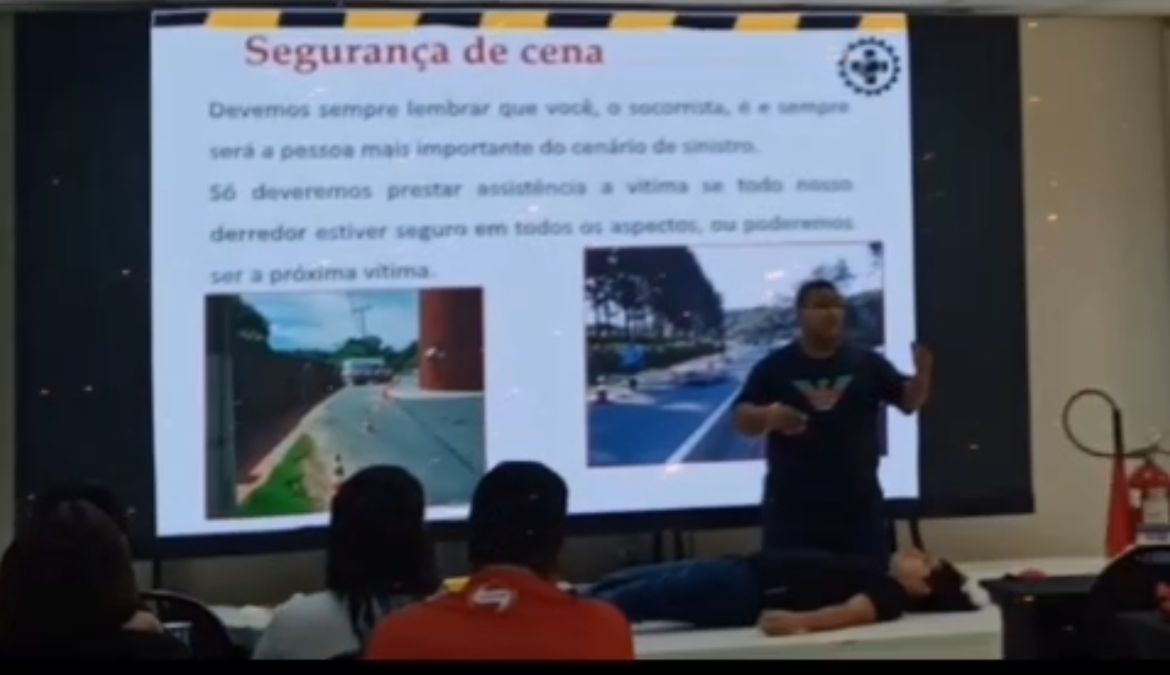 Segurança de cena
Devemos sempre lembrar que você, o socorrista, é e sempre
será a pessoa mais importante do cenário de sinistro.
Só deveremos prestar assistência a vitima se todo nosso
derredor estiver seguro em todos os aspectos, ou poderemos
ser a próxima vítima.